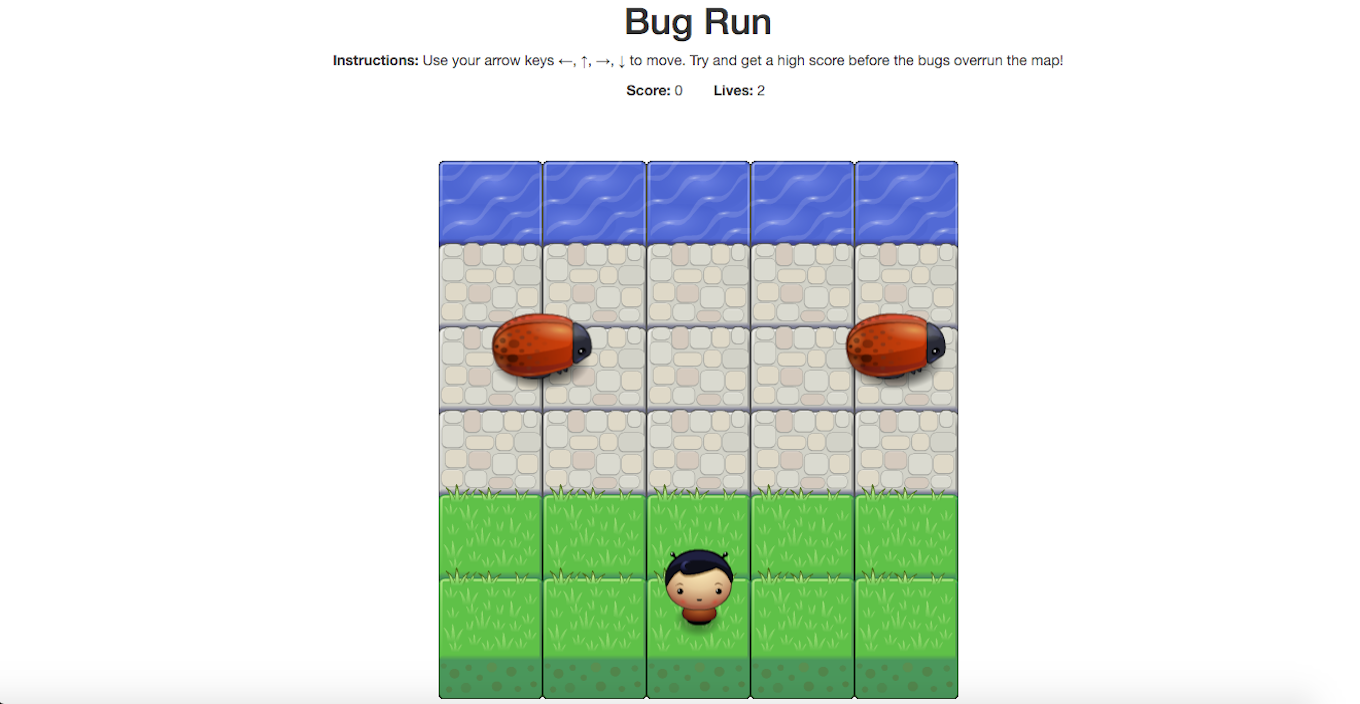 Bug Run
Instructions: Use your arrow keys ←, ↑, →, ↓ to move. Try and get a high score before the bugs overrun the map!
Score: 0 Lives: 2